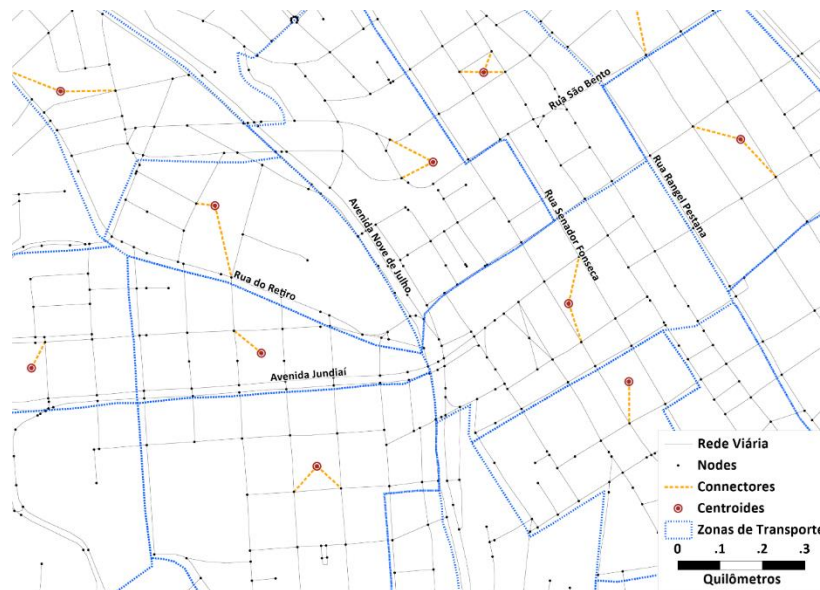 Rua São Bento
Rua Rangel Pestana
Rua Senador Fonseca
Avenida Nove de Julho
Rua do Retiro
Avenida Jundiaí
Rede Viária
Nodes
Connectores
Centroides
Zonas de Transporte
0 .1 .2 .3
Quilômetros